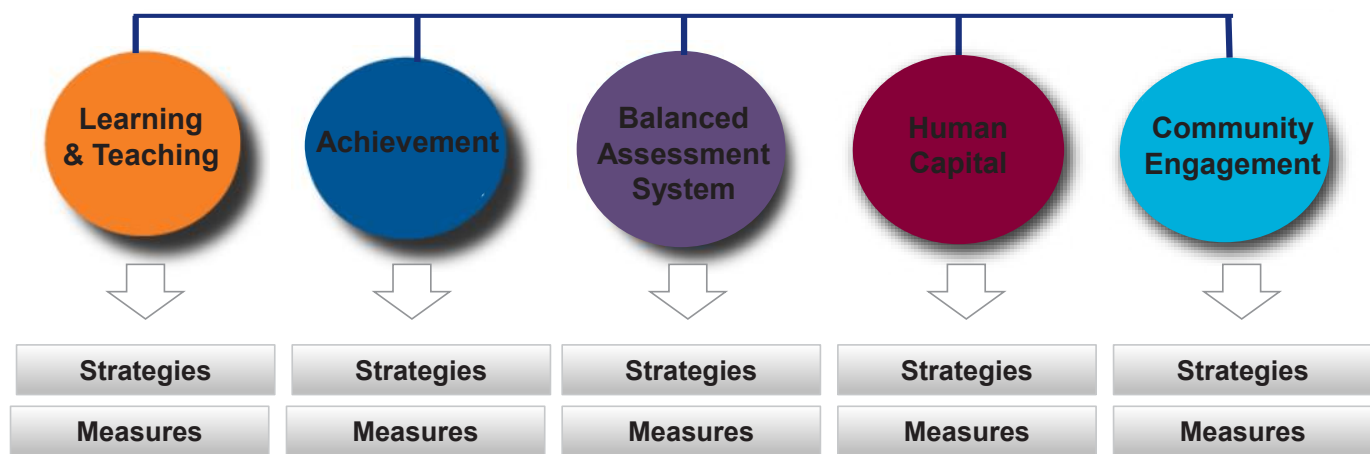 Learning
& Teaching
Achievement
Balanced
Assessment
System
Human
Capital
Community
Engagement
Strategies
Strategies
Strategies
Strategies
Strategies
Measures
Measures
Measures
Measures
Measures